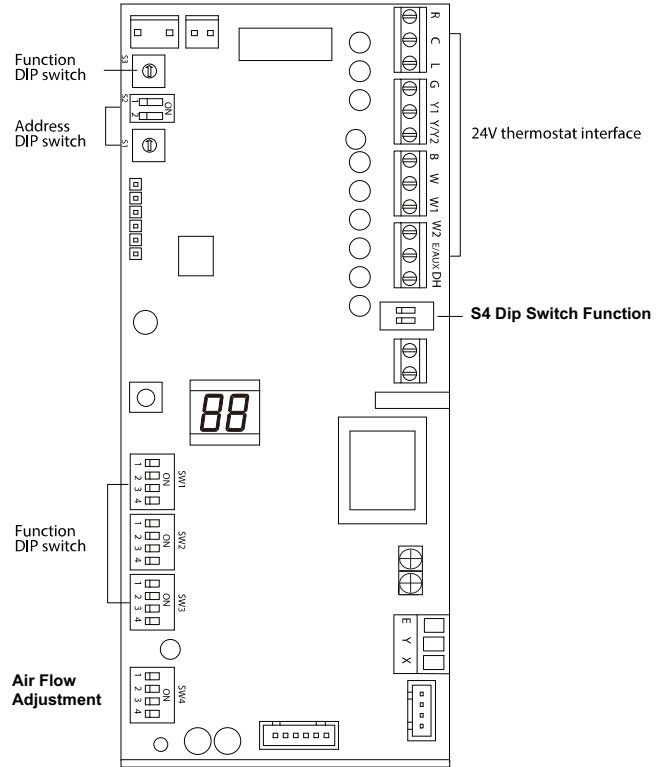 Function
DIP switch
Address
DIP switch
S3
S2
1
2
ON
S1
R
C
L
G
Y1
Y/Y2
B
W
W1
W2
E/AUX
DH
24V thermostat interface
S4 Dip Switch Function
88
Function
DIP switch
1
2
3
4
ON
SW1
1
2
3
4
ON
SW2
1
2
3
4
ON
SW3
Air Flow
Adjustment
1
2
3
4
ON
SW4
E
Y
X